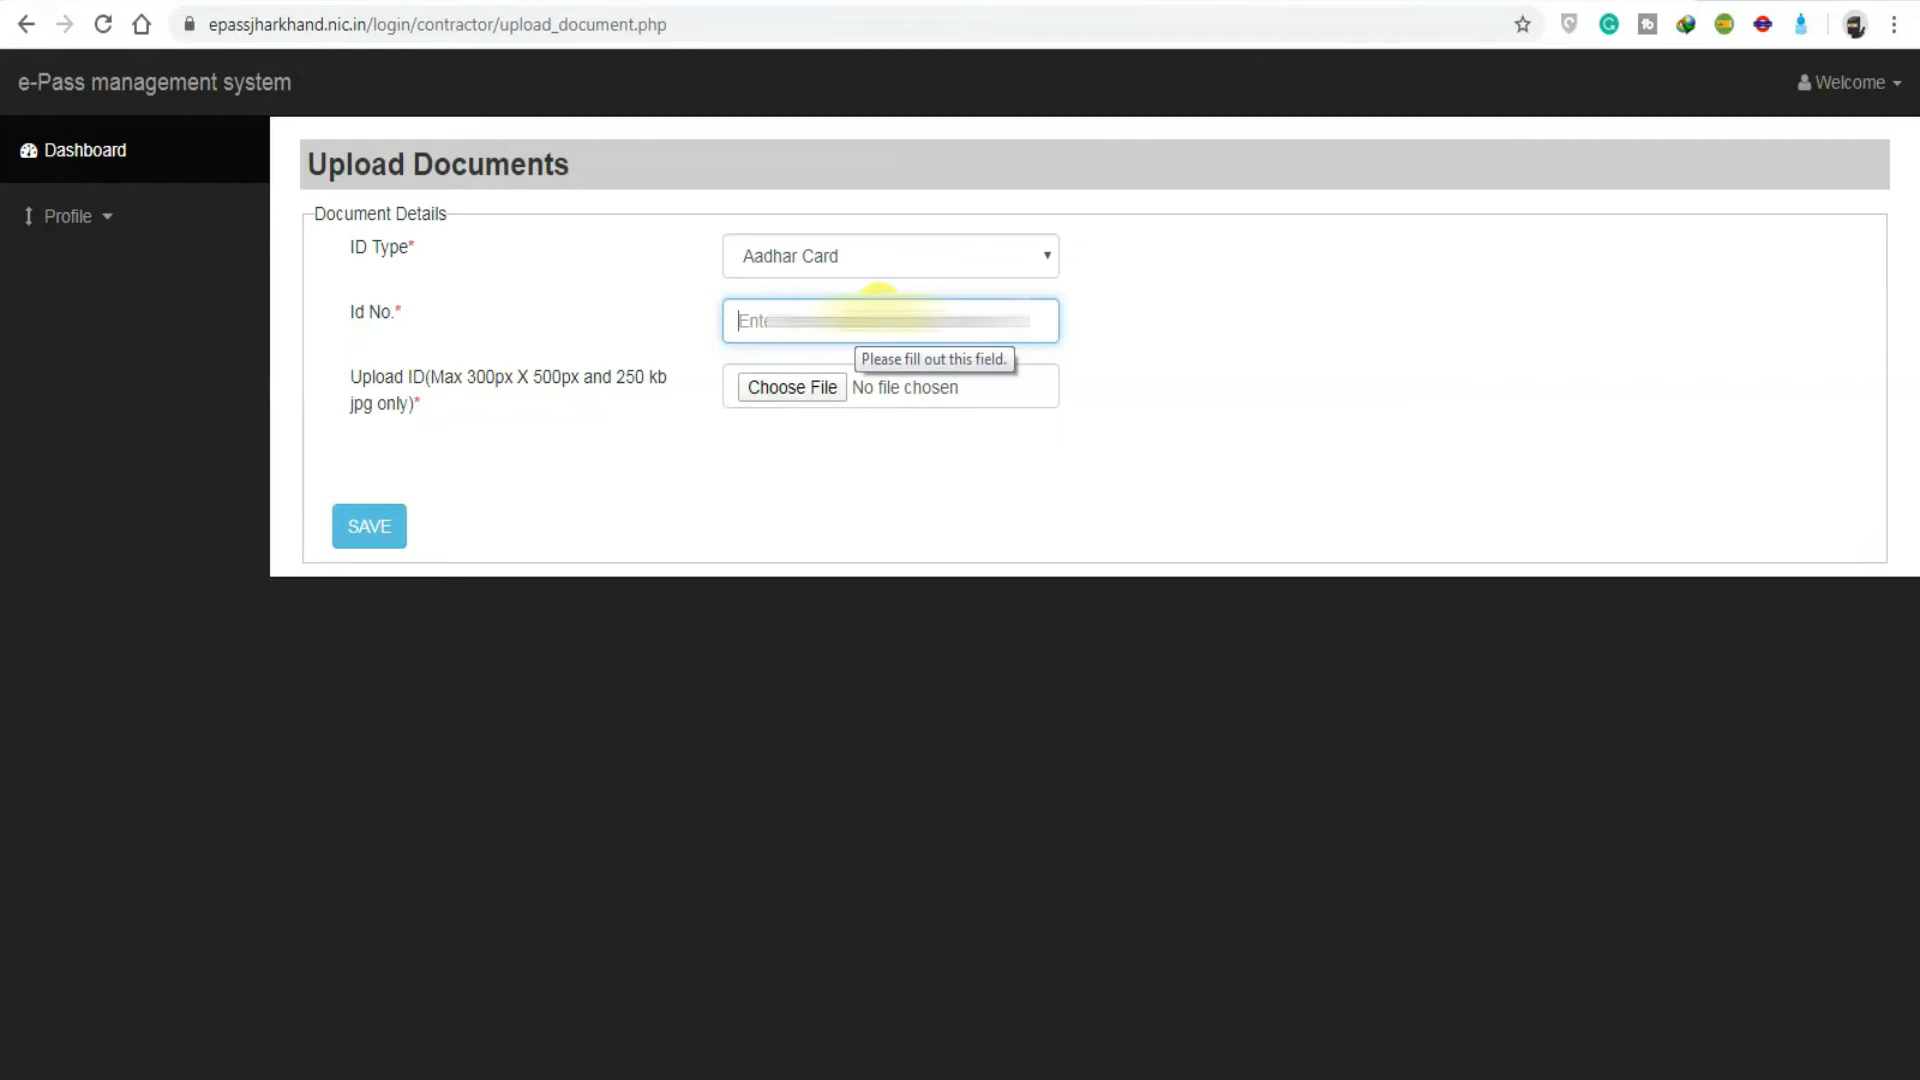 epassjharkhand.nic.in/login/contractor/upload_document.php
e-Pass management system
Welcome
Dashboard
Profile
Upload Documents
Document Details
ID Type*
Aadhar Card
Id No.*
Please fill out this field.
Upload ID(Max 300px X 500px and 250 kb
jpg only)*
Choose File No file chosen
SAVE